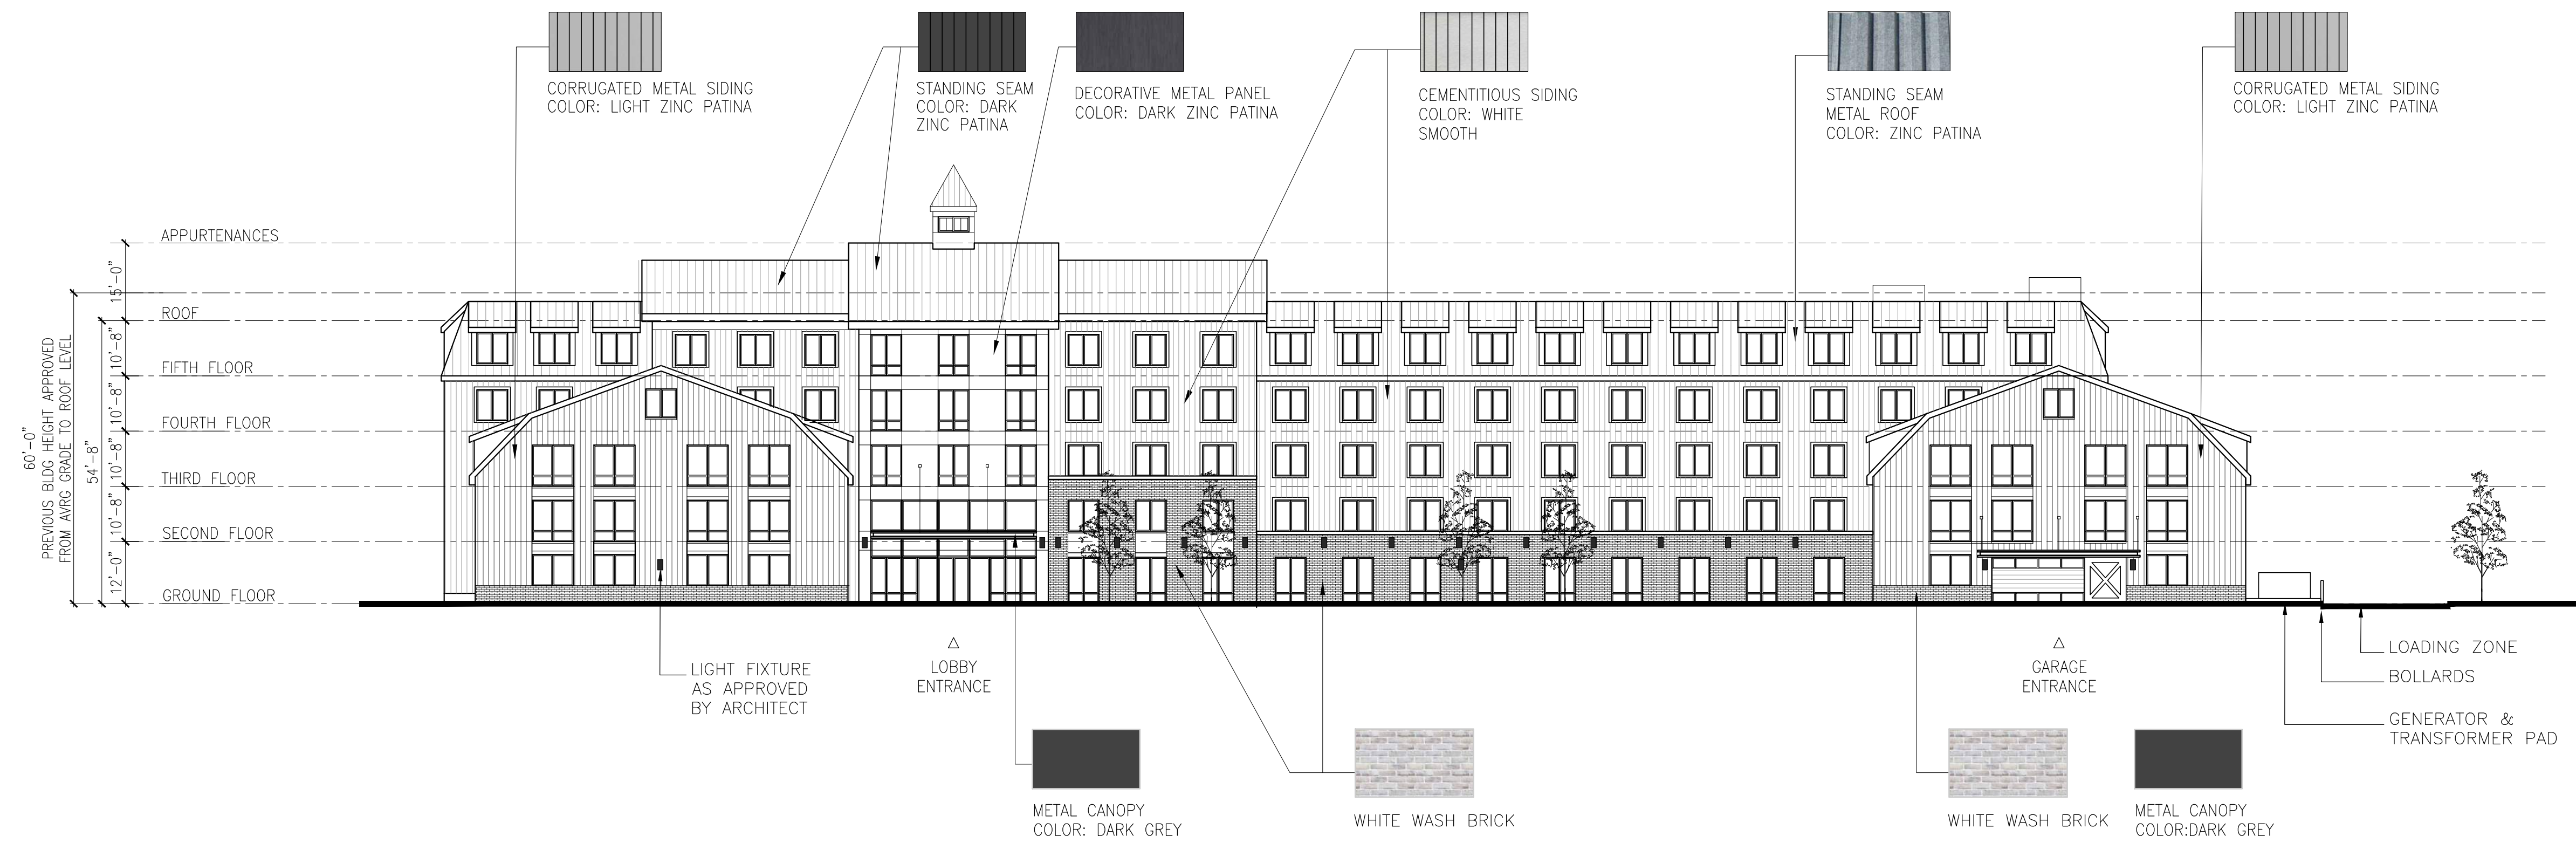 CORRUGATED METAL SIDING
COLOR: LIGHT ZINC PATINA
STANDING SEAM
COLOR: DARK
ZINC PATINA
DECORATIVE METAL PANEL
COLOR: DARK ZINC PATINA
CEMENTITIOUS SIDING
COLOR: WHITE
SMOOTH
STANDING SEAM
METAL ROOF
COLOR: ZINC PATINA
CORRUGATED METAL SIDING
COLOR: LIGHT ZINC PATINA
APPURTENANCES
ROOF
FIFTH FLOOR
FOURTH FLOOR
THIRD FLOOR
SECOND FLOOR
GROUND FLOOR
15'-0"
10'-8"
10'-8"
10'-8"
10'-8"
12'-0"
54'-8"
60'-0"
PREVIOUS BLDG HEIGHT APPROVED
FROM AVRG GRADE TO ROOF LEVEL
LIGHT FIXTURE
AS APPROVED
BY ARCHITECT
LOBBY
ENTRANCE
GARAGE
ENTRANCE
LOADING ZONE
BOLLARDS
GENERATOR &
TRANSFORMER PAD
METAL CANOPY
COLOR: DARK GREY
WHITE WASH BRICK
WHITE WASH BRICK
METAL CANOPY
COLOR:DARK GREY